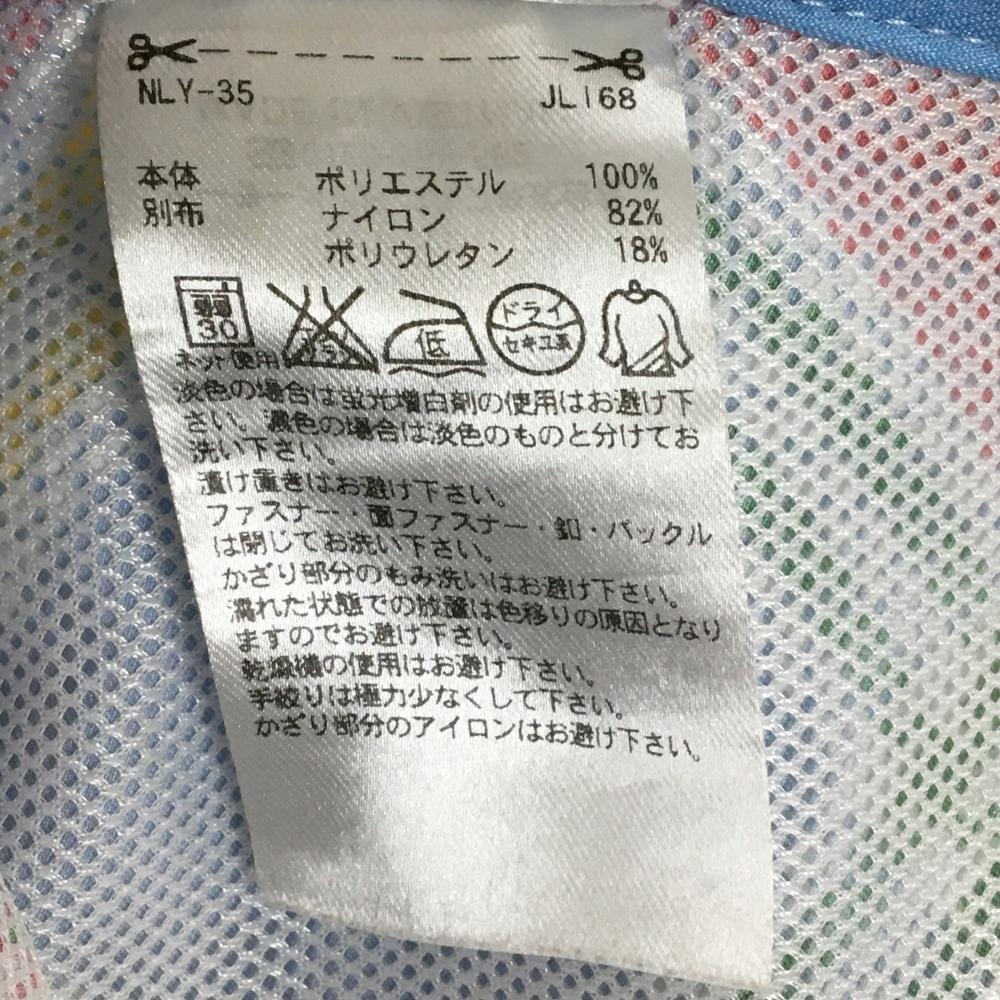 NLY-35 JL168
本体 ポリエステル 100%
別布 ナイロン 82%
ポリウレタン 18%
弱 30 低 ドライ セキユ系
ネット使用
淡色の場合は蛍光増白剤の使用はお避け下
さい。濃色の場合は淡色のものと分けてお
洗い下さい。
漬け置きはお避け下さい。
ファスナー・面ファスナー・釦・バックル
は閉じてお洗い下さい。
かざり部分のもみ洗いはお避け下さい。
濡れた状態での放置は色移りの原因となり
ますのでお避け下さい。
乾燥機の使用はお避け下さい。
手絞りは極力少なくして下さい。
かざり部分のアイロンはお避け下さい。